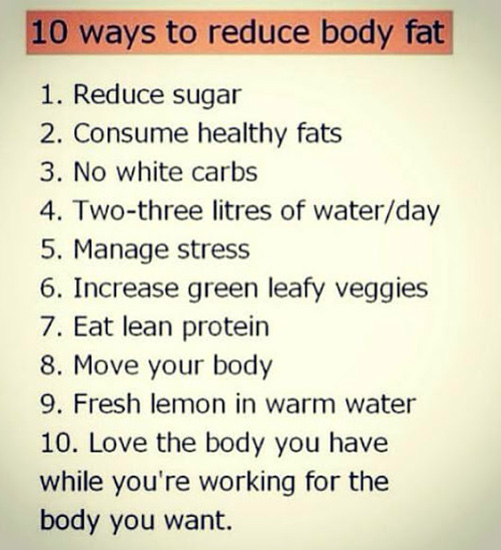 10 ways to reduce body fat
1. Reduce sugar
2. Consume healthy fats
3. No white carbs
4. Two-three litres of water/day
5. Manage stress
6. Increase green leafy veggies
7. Eat lean protein
8. Move your body
9. Fresh lemon in warm water
10. Love the body you have
while you're working for the
body you want.